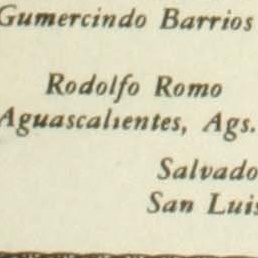 Gumercindo Barrios
Rodolfo Romo
Aguascalientes, Ags.
Salvado
San Luis